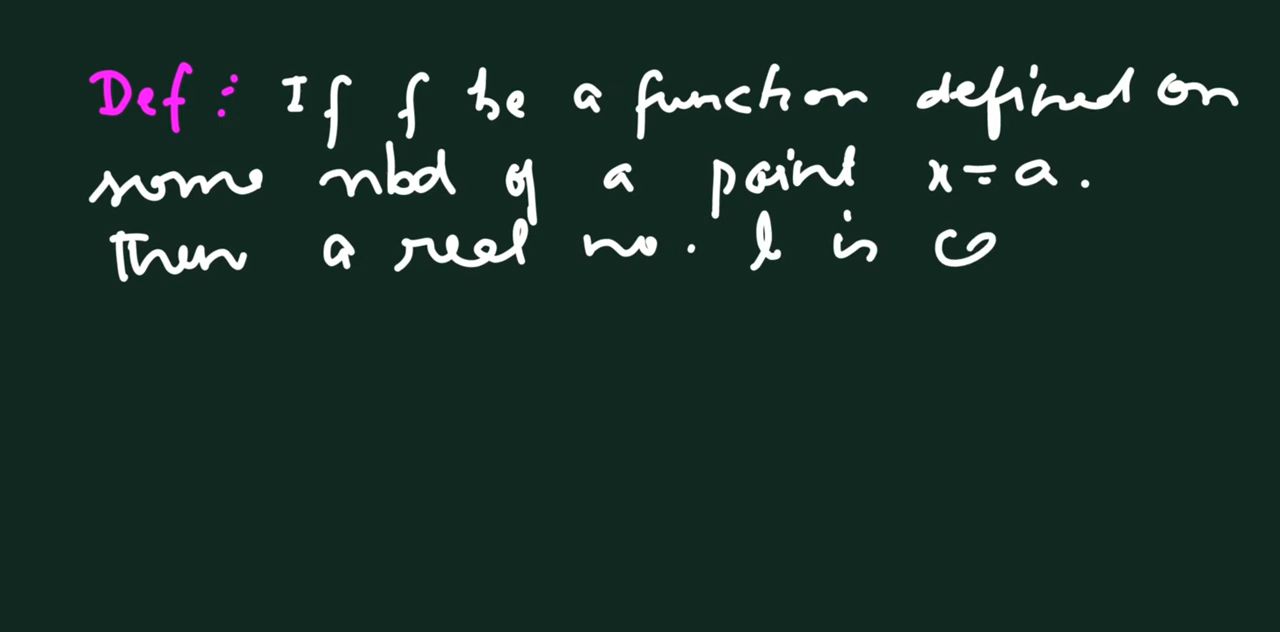 Def: If f be a function defined on
some nbd of a point x = a.
Then a real no. l is